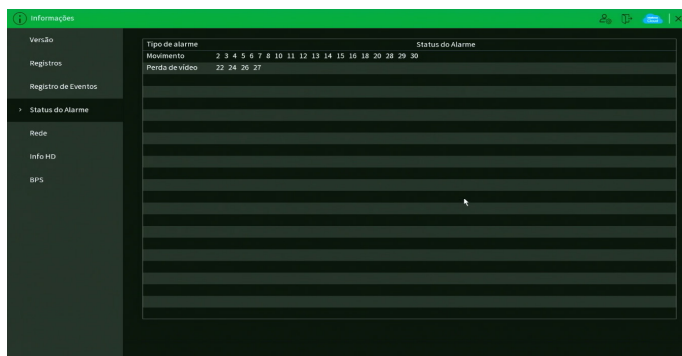 Informações
Versão
Registros
Registro de Eventos
Status do Alarme
Rede
Info HD
BPS
Tipo de alarme Status do Alarme
Movimento 2 3 4 5 6 7 8 10 11 12 13 14 15 16 18 20 28 29 30
Perda de vídeo 22 24 26 27